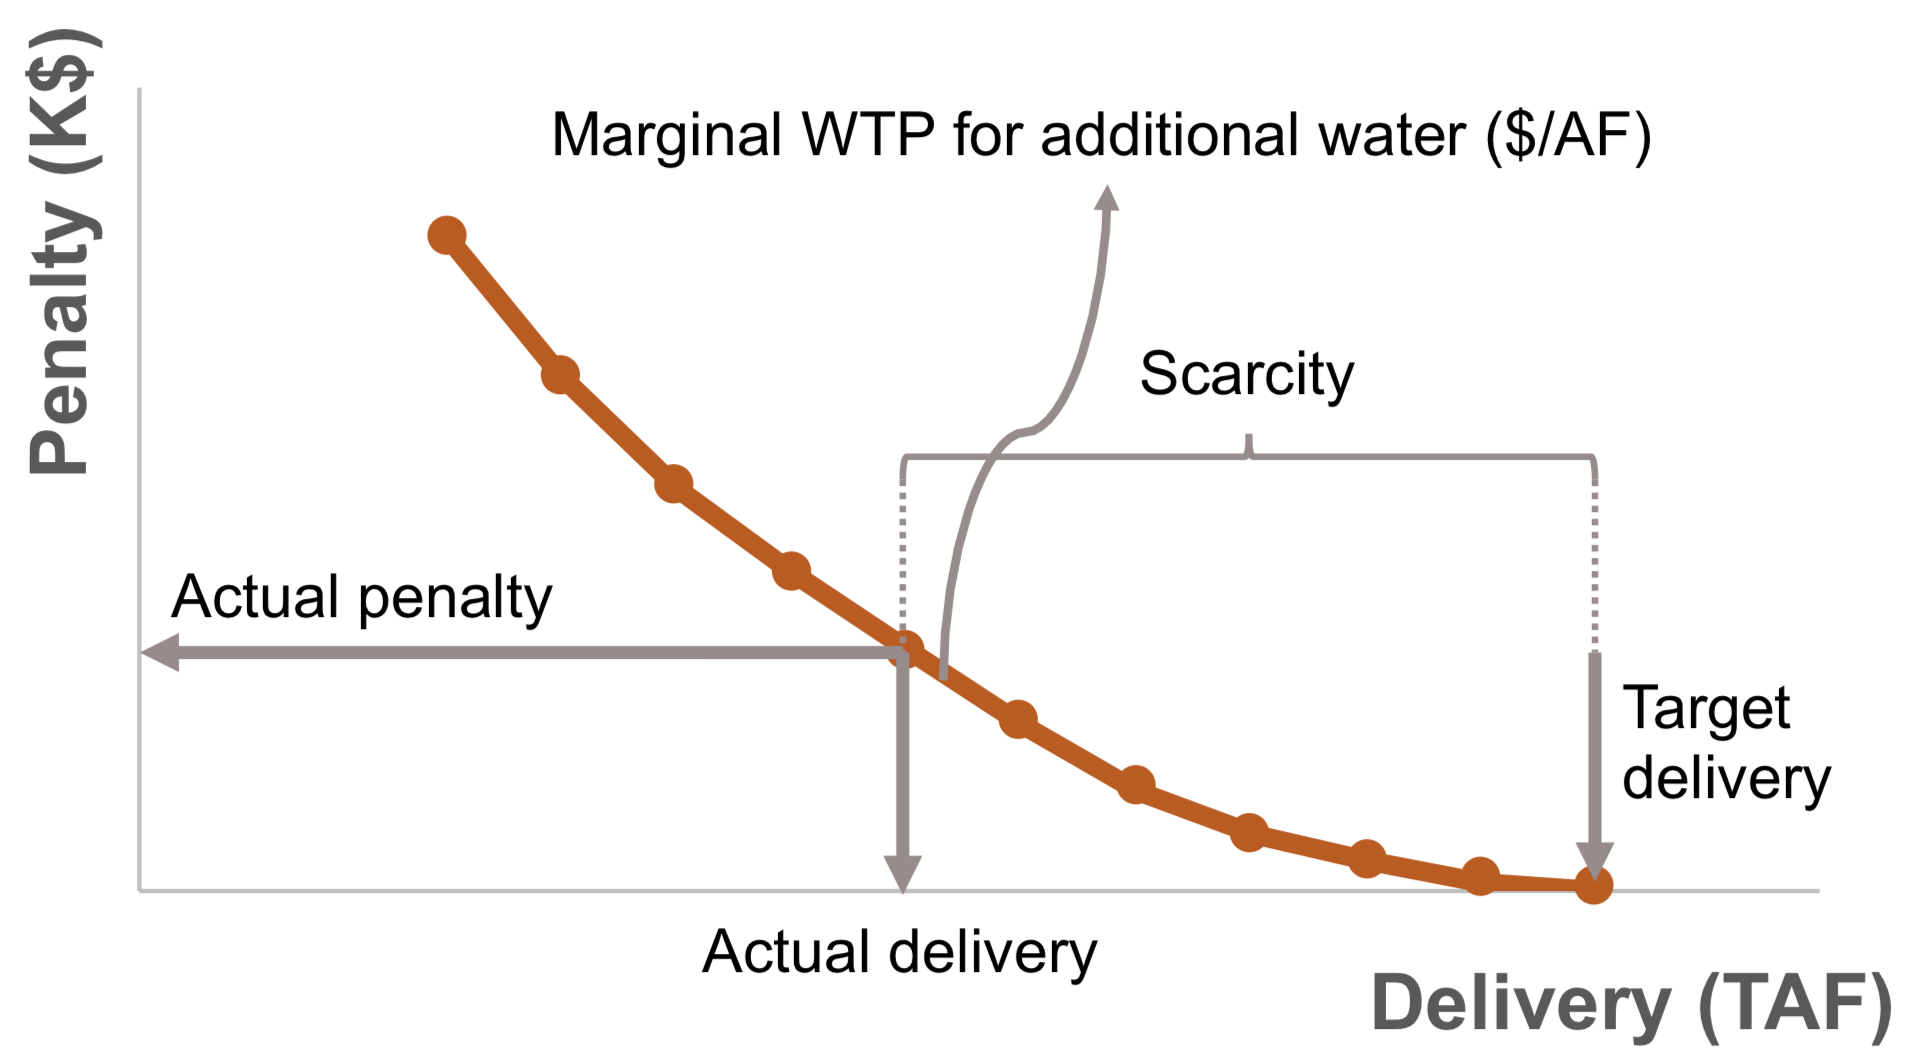 Penalty (K$)
Marginal WTP for additional water ($/AF)
Scarcity
Actual penalty
Target
delivery
Actual delivery
Delivery (TAF)